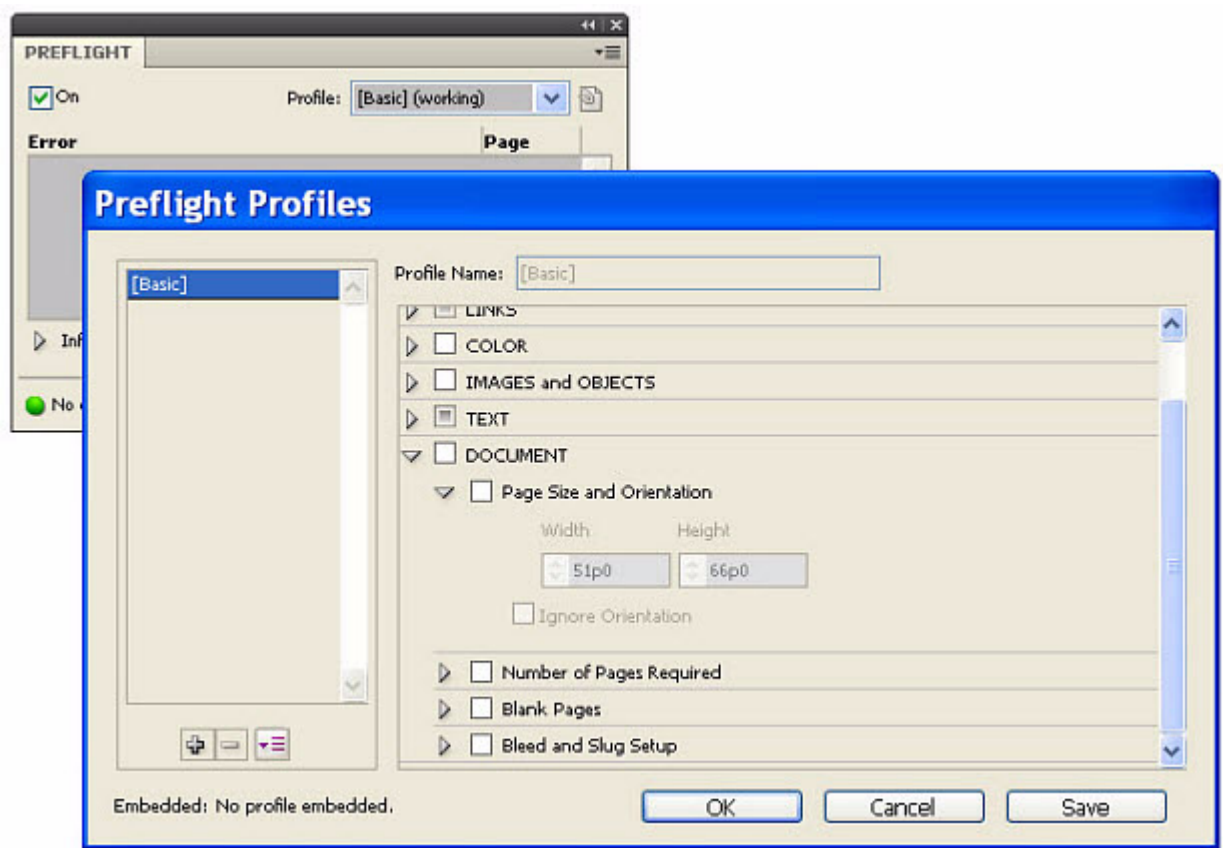 PREFLIGHT
On Profile: [Basic] (working)
Error Page
Preflight Profiles
[Basic]
Profile Name: [Basic]
LINKS
COLOR
IMAGES and OBJECTS
TEXT
DOCUMENT
Page Size and Orientation
Width Height
51p0 66p0
Ignore Orientation
Number of Pages Required
Blank Pages
Bleed and Slug Setup
No
Embedded: No profile embedded.
OK Cancel Save